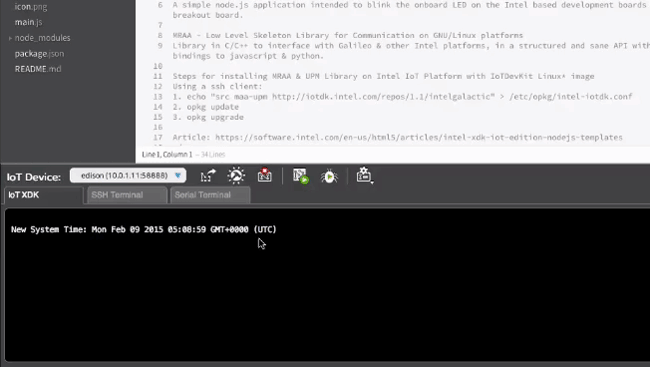 icon.png
main.js
node_modules
package.json
README.md
6 A simple node.js application intended to blink the onboard LED on the Intel based development boards
breakout board.
7
8 MRAA - Low Level Skeleton Library for Communication on GNU/Linux platforms
9 Library in C/C++ to interface with Galileo & other Intel platforms, in a structured and sane API with
bindings to javascript & python.
10
11 Steps for installing MRAA & UPM Library on Intel IoT Platform with IoTDevKit Linux* image
12 Using a ssh client:
13 1. echo "src maa-upm http://iotdk.intel.com/repos/1.1/intelgalactic" > /etc/opkg/intel-iotdk.conf
14 2. opkg update
15 3. opkg upgrade
16
17 Article: https://software.intel.com/en-us/html5/articles/intel-xdk-iot-edition-nodejs-templates
Line 1, Column 1 — 34 Lines
IoT Device: edison (10.0.1.11:58888)
IoT XDK SSH Terminal Serial Terminal
New System Time: Mon Feb 09 2015 05:08:59 GMT+0000 (UTC)